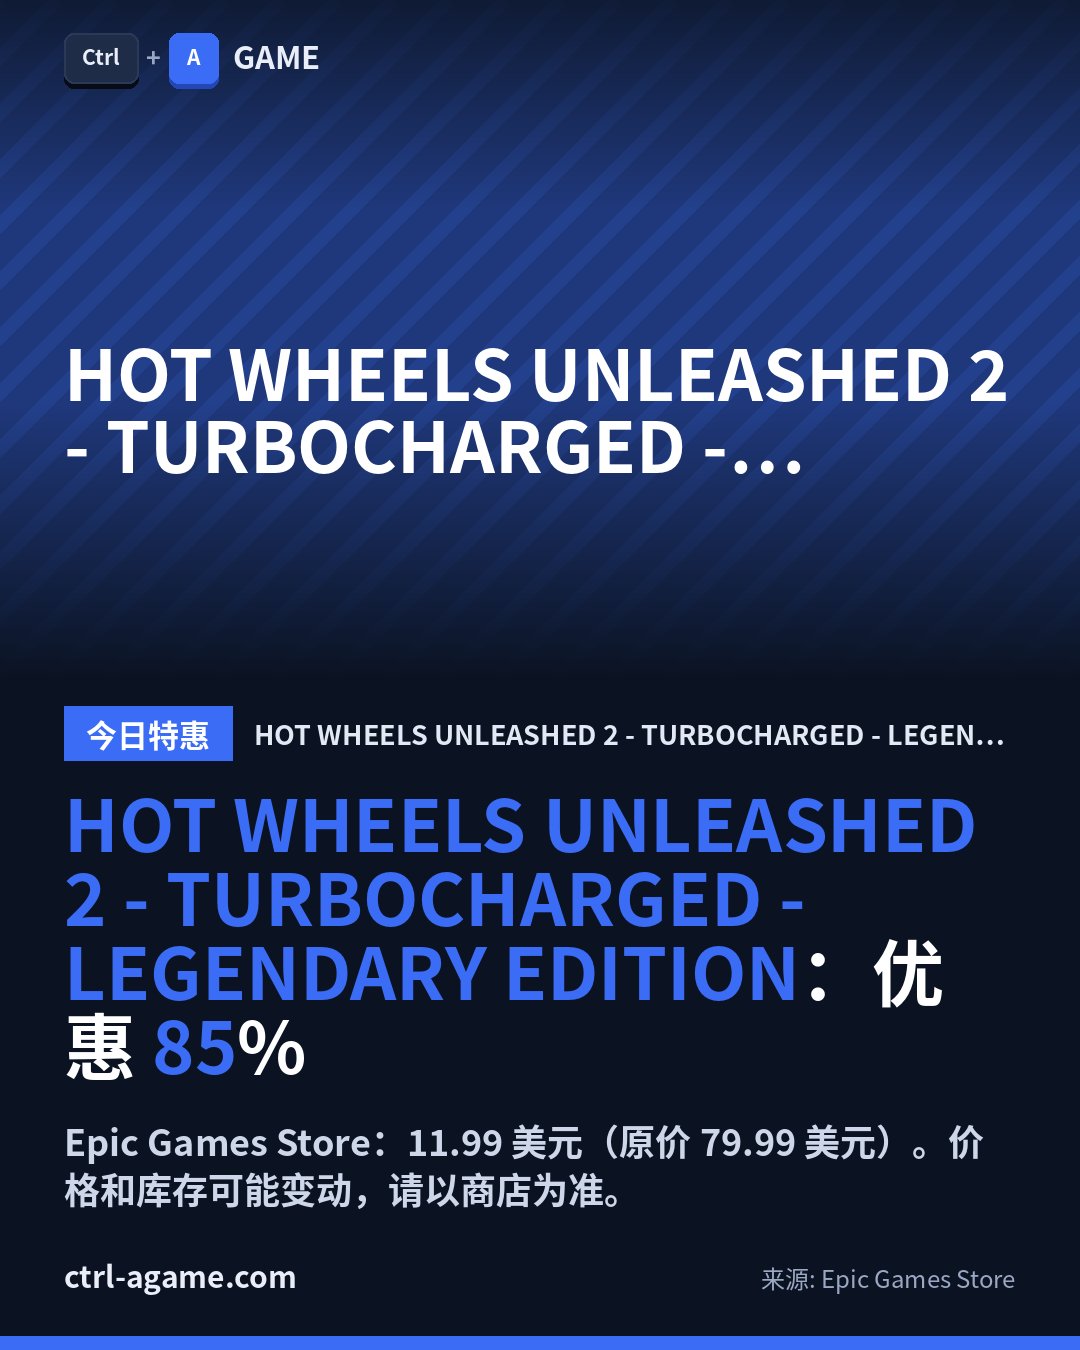 Ctrl + A GAME
HOT WHEELS UNLEASHED 2
- TURBOCHARGED -...
今日特惠 HOT WHEELS UNLEASHED 2 - TURBOCHARGED - LEGEN...
HOT WHEELS UNLEASHED
2 - TURBOCHARGED -
LEGENDARY EDITION：优
惠 85%
Epic Games Store：11.99 美元（原价 79.99 美元）。价
格和库存可能变动，请以商店为准。
ctrl-agame.com
来源: Epic Games Store